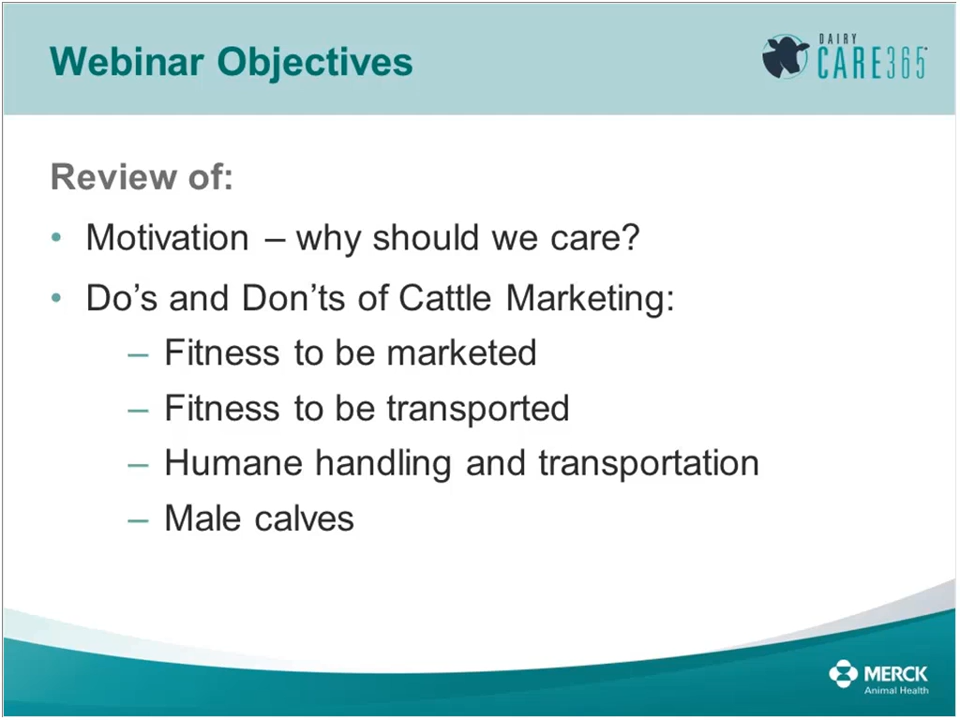 Webinar Objectives
DAIRY
CARE365
Review of:
• Motivation – why should we care?
• Do’s and Don’ts of Cattle Marketing:
– Fitness to be marketed
– Fitness to be transported
– Humane handling and transportation
– Male calves
MERCK
Animal Health